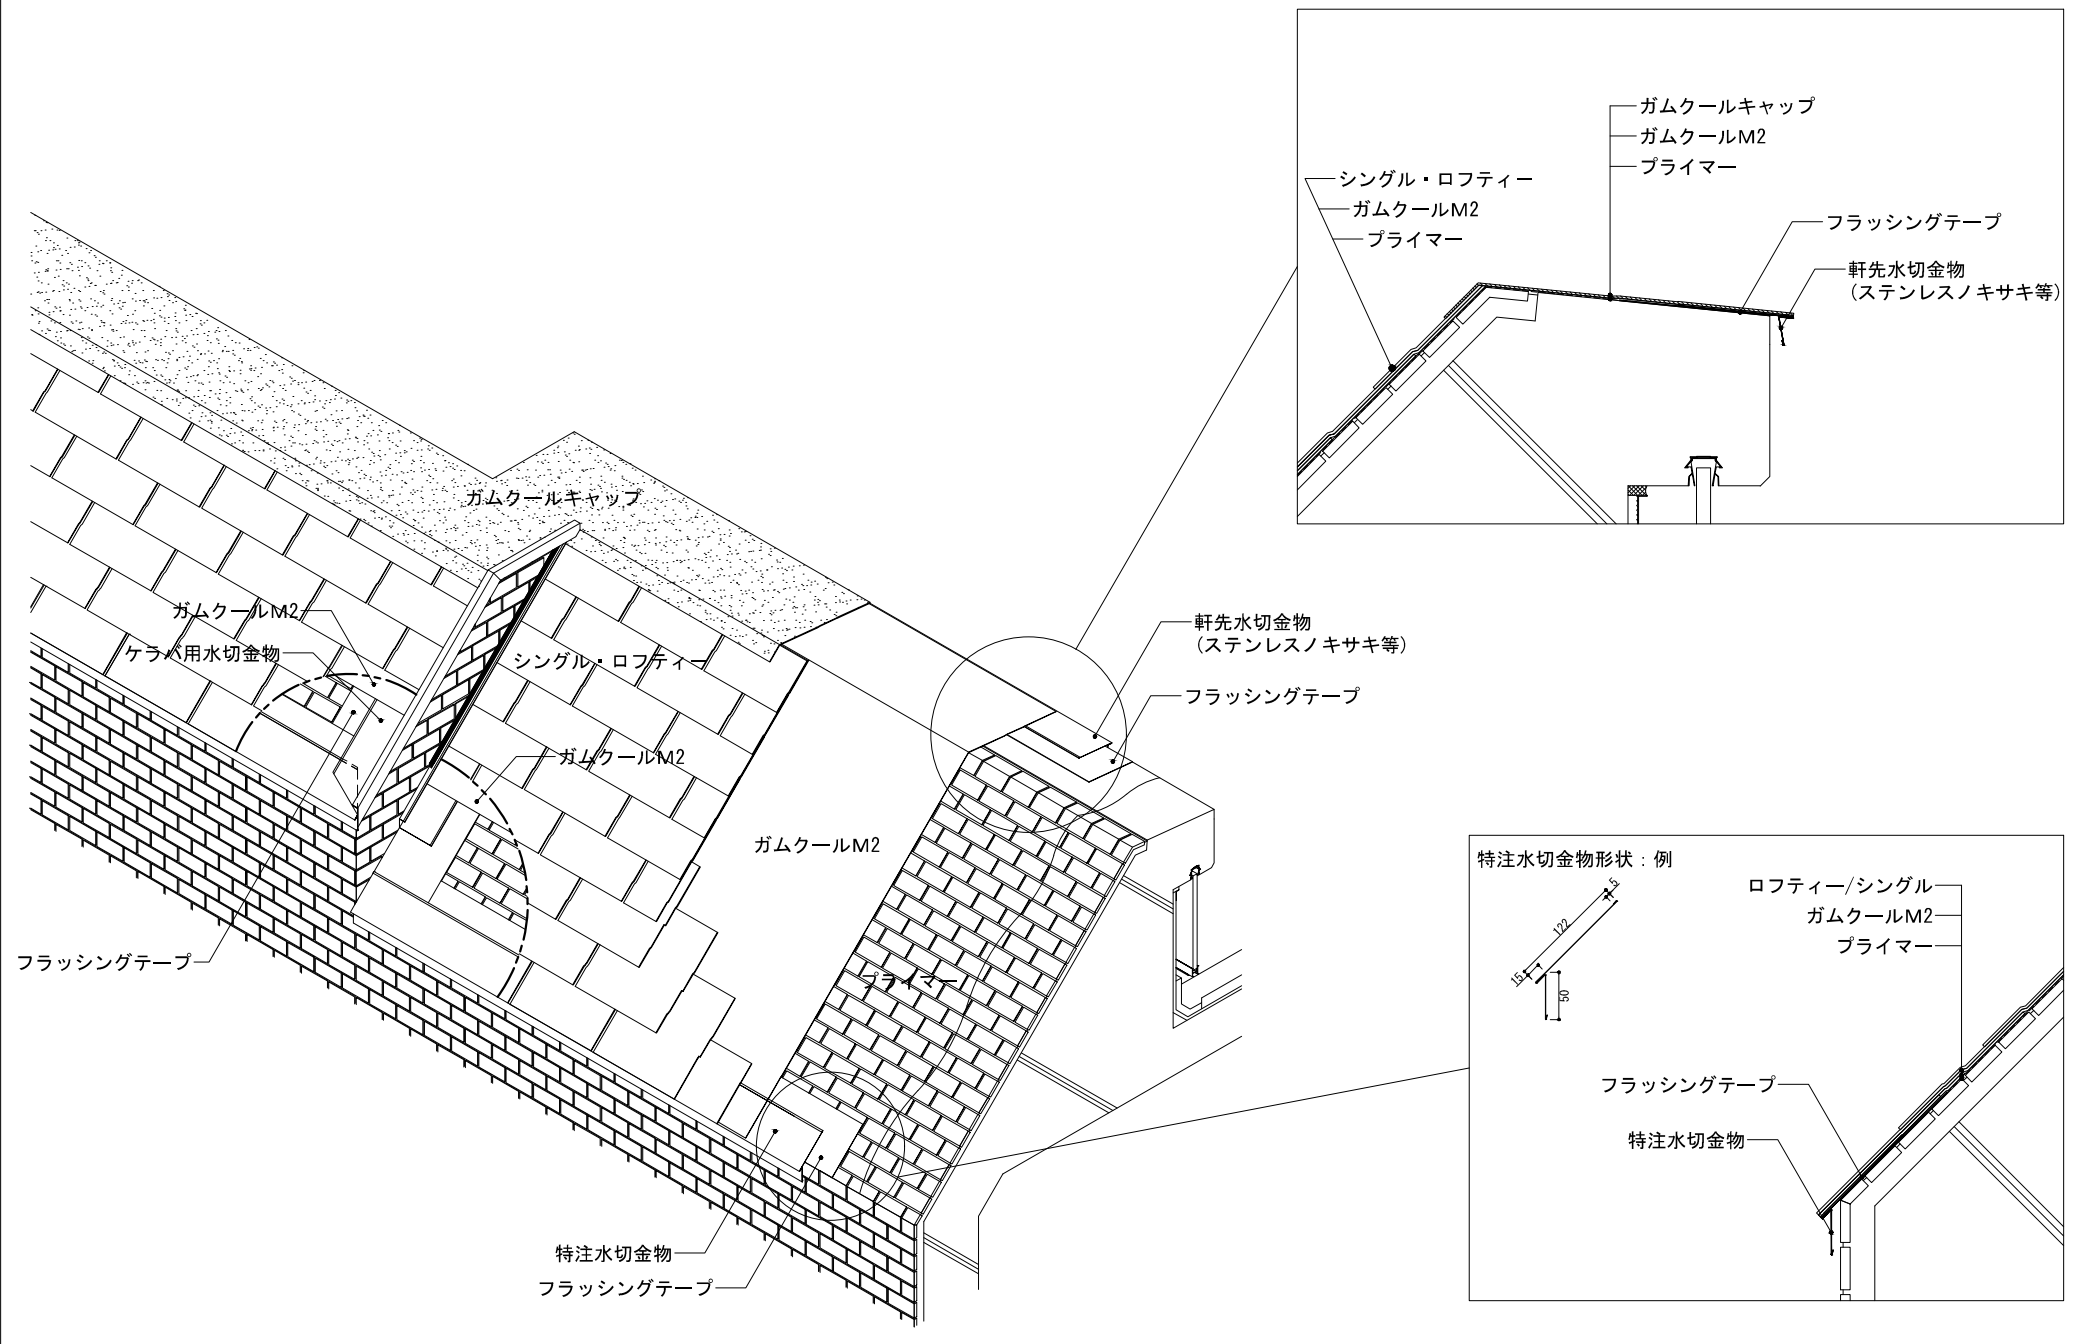 ガムクールキャップ
ガムクールM2
プライマー
シングル・ロフティー
ガムクールM2
プライマー
フラッシングテープ
軒先水切金物
(ステンレスノキサキ等)
ガムクールキャップ
ガムクールM2
ケラバ用水切金物
シングル・ロフティー
軒先水切金物
(ステンレスノキサキ等)
フラッシングテープ
ガムクールM2
ガムクールM2
フラッシングテープ
プライマー
特注水切金物
フラッシングテープ
特注水切金物形状:例
5
122
15
50
ロフティー/シングル
ガムクールM2
プライマー
フラッシングテープ
特注水切金物